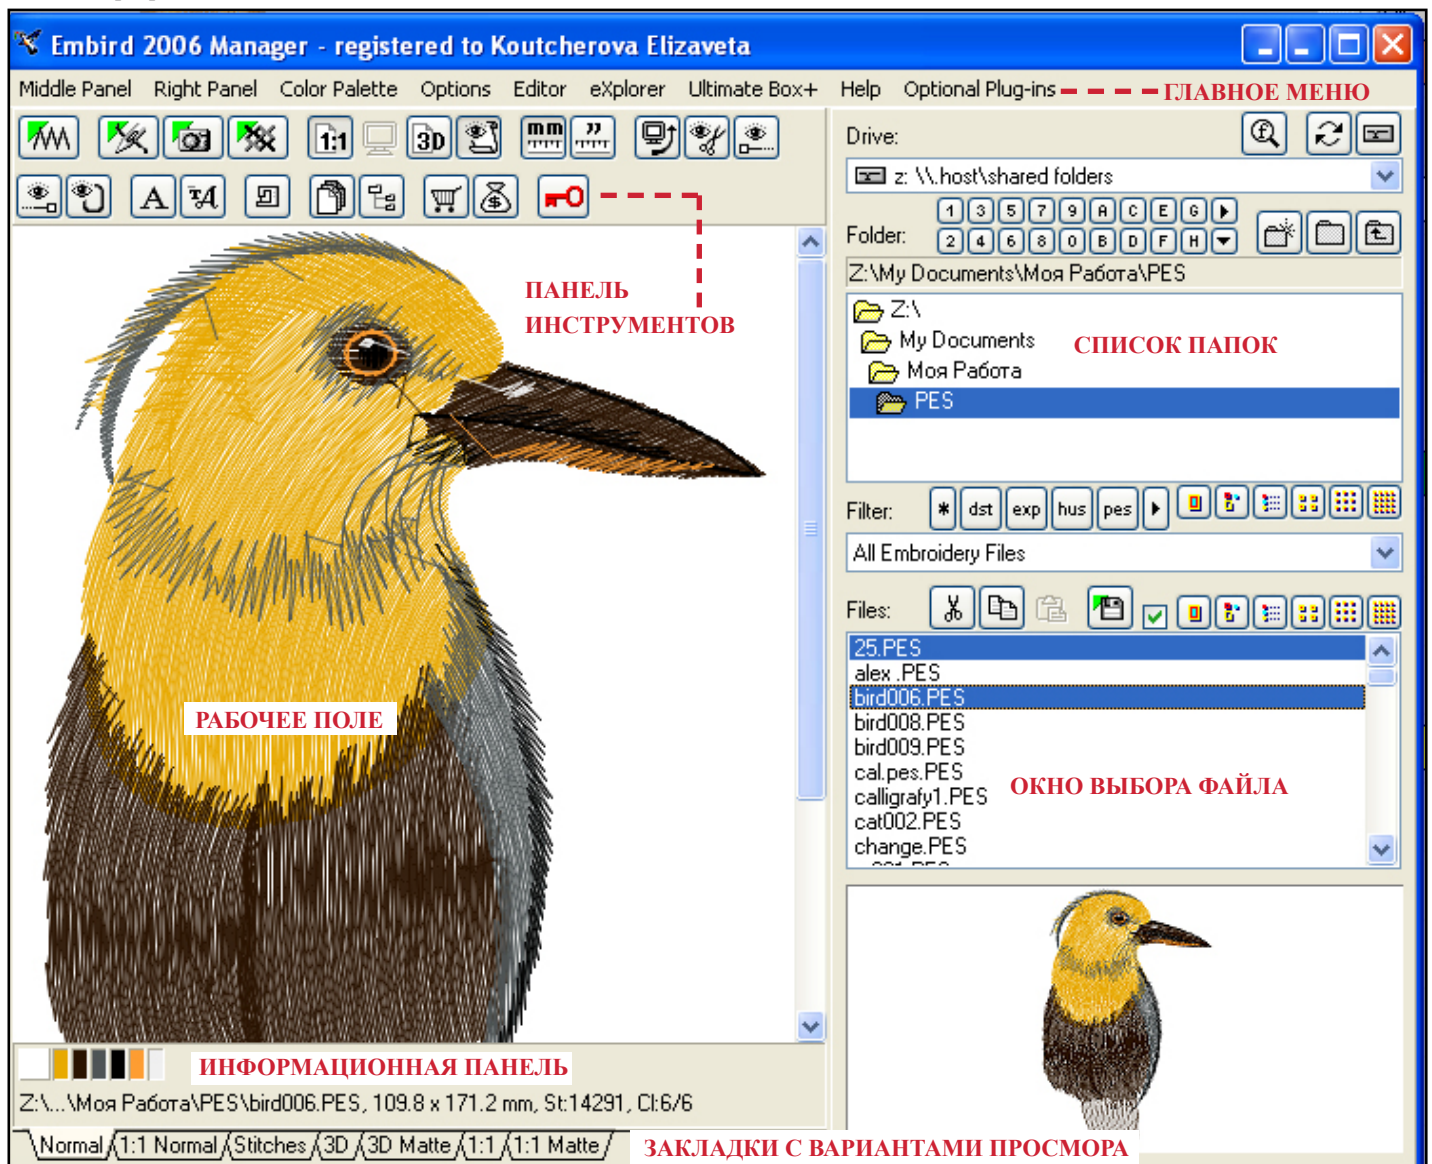 Embird 2006 Manager - registered to Koutcherova Elizaveta
Middle Panel Right Panel Color Palette Options Editor eXplorer Ultimate Box+ Help Optional Plug-ins
ГЛАВНОЕ МЕНЮ
1:1 3D mm ”
A
Drive:
z: \\.host\shared folders
Folder:
1 3 5 7 9 A C E G
2 4 6 8 0 B D F H
Z:\My Documents\Моя Работа\PES
Z:\
My Documents
Моя Работа
PES
СПИСОК ПАПОК
ПАНЕЛЬ
ИНСТРУМЕНТОВ
Filter:
* dst exp hus pes
All Embroidery Files
Files:
25.PES
alex .PES
bird006.PES
bird008.PES
bird009.PES
cal.pes.PES
calligrafy1.PES
cat002.PES
change.PES
ОКНО ВЫБОРА ФАЙЛА
РАБОЧЕЕ ПОЛЕ
ИНФОРМАЦИОННАЯ ПАНЕЛЬ
Z:\...\Моя Работа\PES\bird006.PES, 109.8 x 171.2 mm, St:14291, Cl:6/6
Normal 1:1 Normal Stitches 3D 3D Matte 1:1 1:1 Matte
ЗАКЛАДКИ С ВАРИАНТАМИ ПРОСМОРА